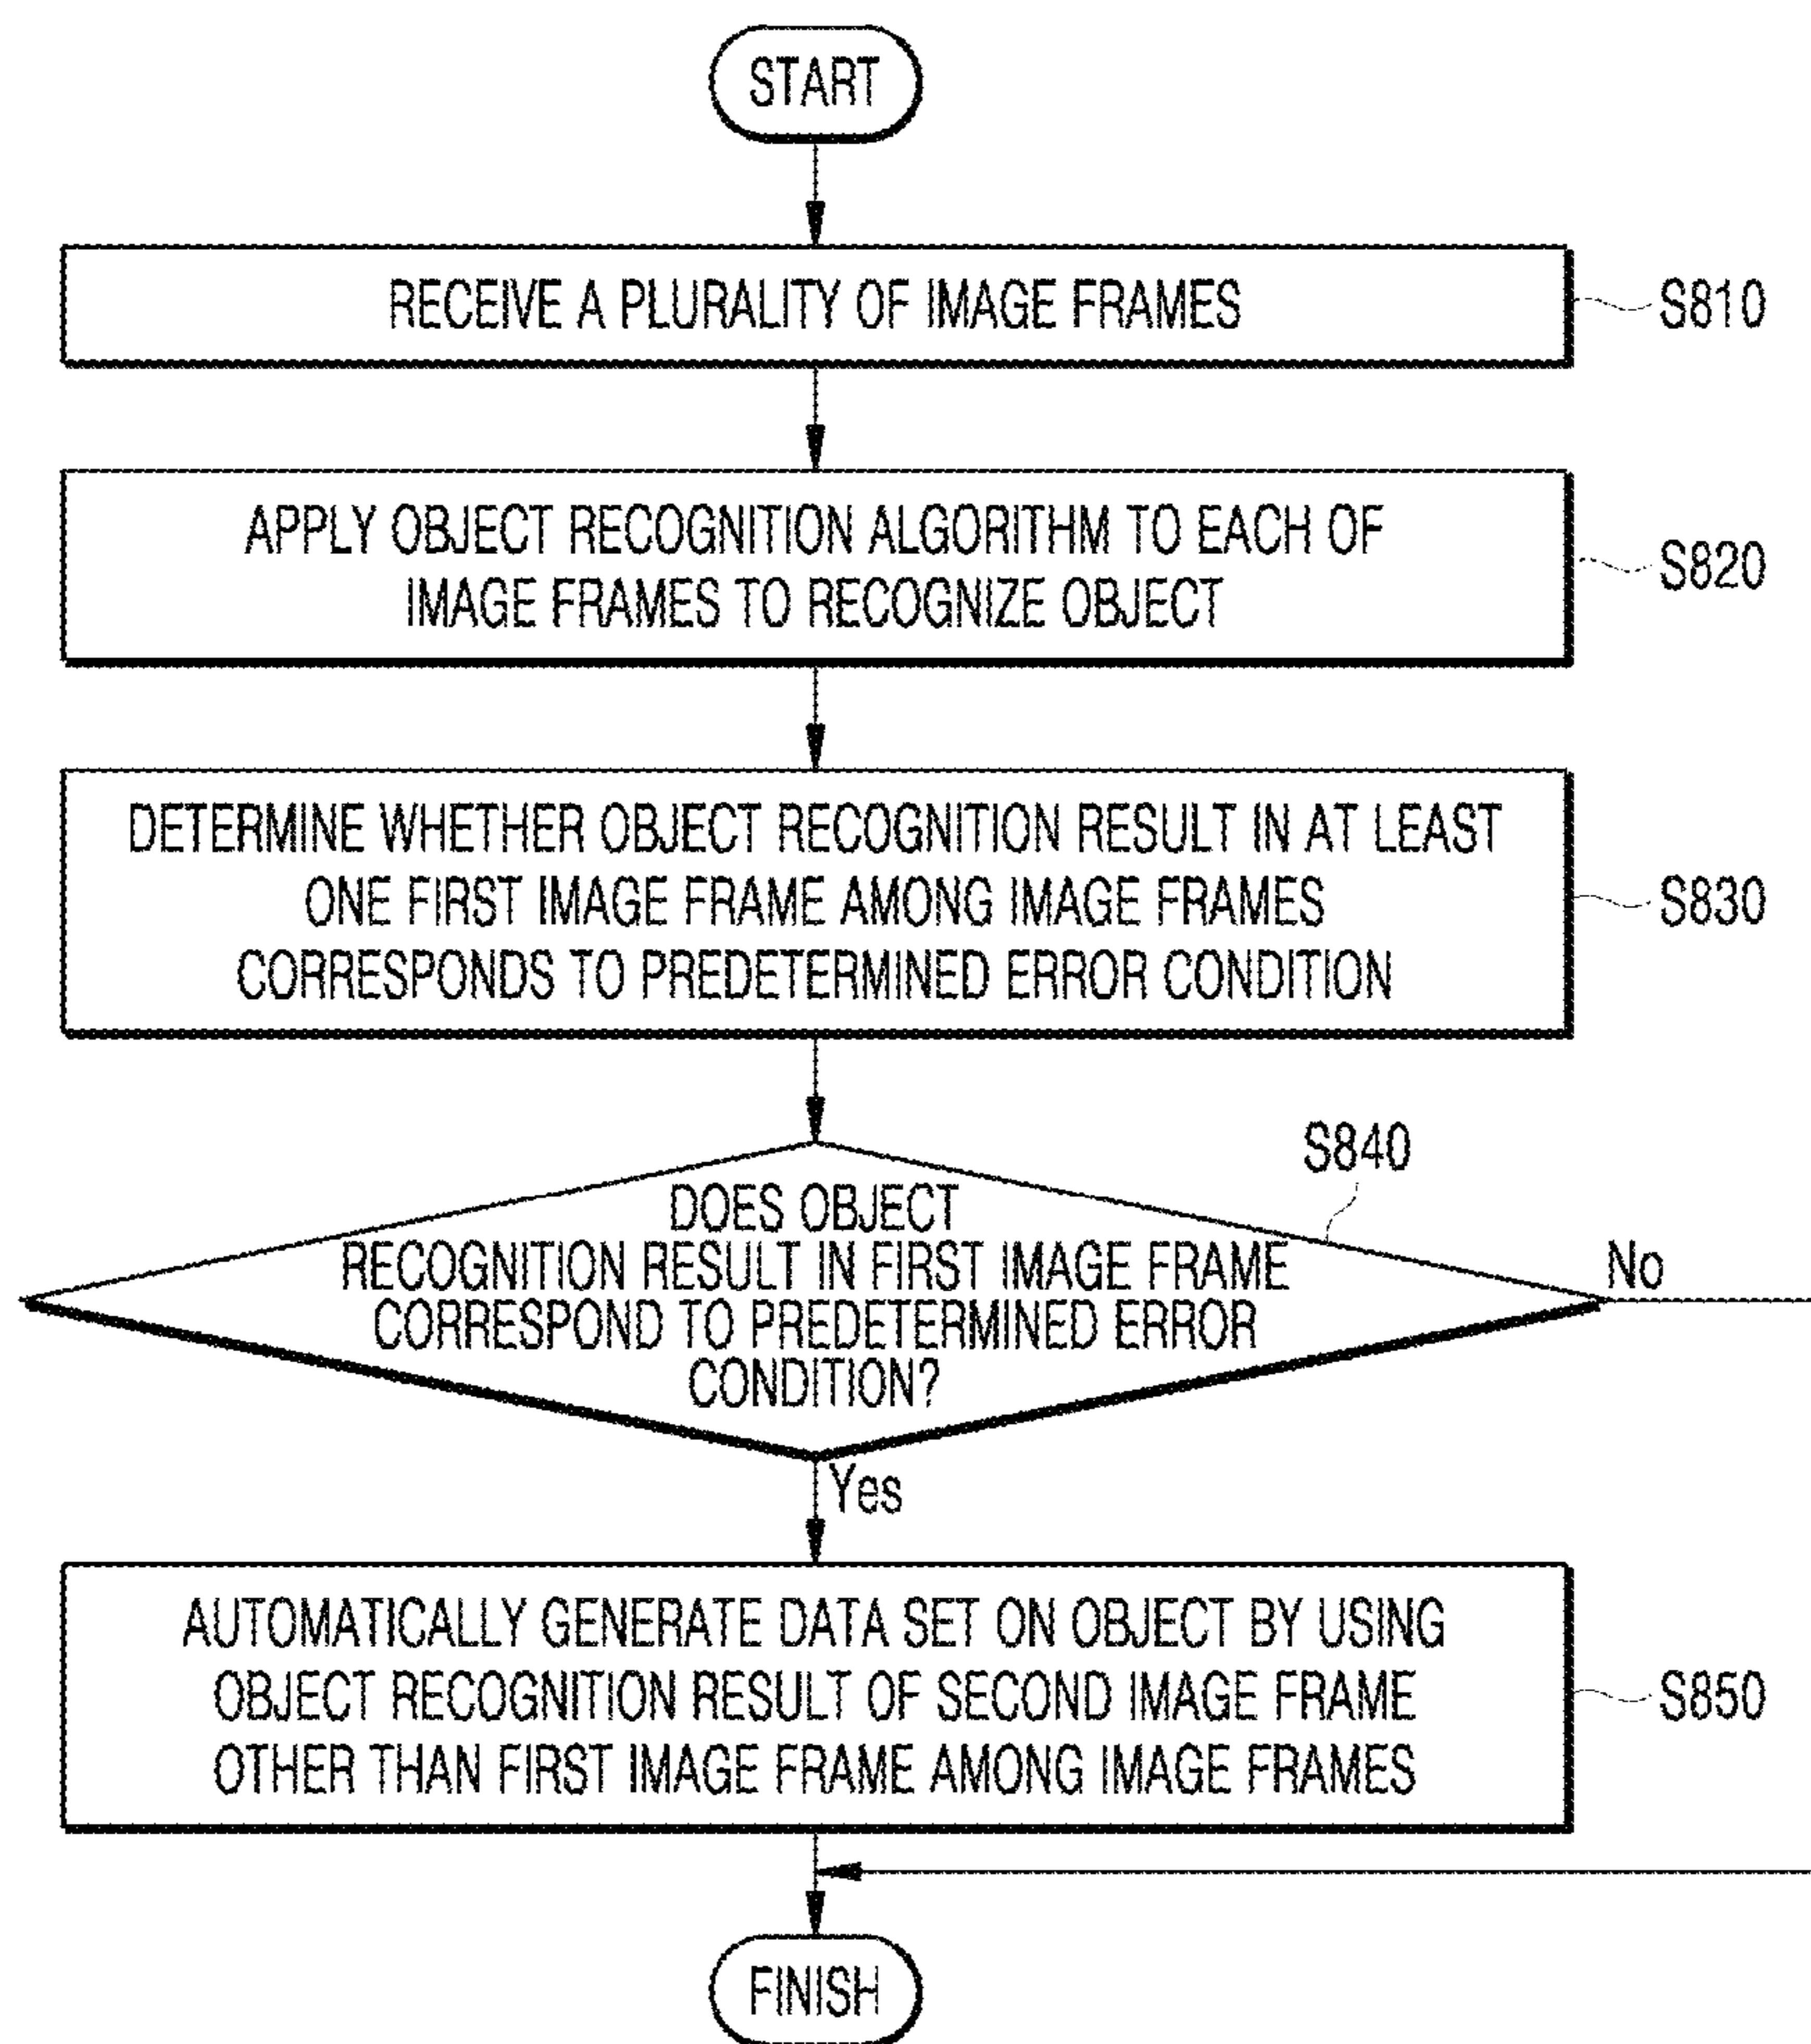 START
RECEIVE A PLURALITY OF IMAGE FRAMES
S810
APPLY OBJECT RECOGNITION ALGORITHM TO EACH OF
IMAGE FRAMES TO RECOGNIZE OBJECT
S820
DETERMINE WHETHER OBJECT RECOGNITION RESULT IN AT LEAST
ONE FIRST IMAGE FRAME AMONG IMAGE FRAMES
CORRESPONDS TO PREDETERMINED ERROR CONDITION
S830
S840
DOES OBJECT
RECOGNITION RESULT IN FIRST IMAGE FRAME
CORRESPOND TO PREDETERMINED ERROR
CONDITION?
No
Yes
AUTOMATICALLY GENERATE DATA SET ON OBJECT BY USING
OBJECT RECOGNITION RESULT OF SECOND IMAGE FRAME
OTHER THAN FIRST IMAGE FRAME AMONG IMAGE FRAMES
S850
FINISH